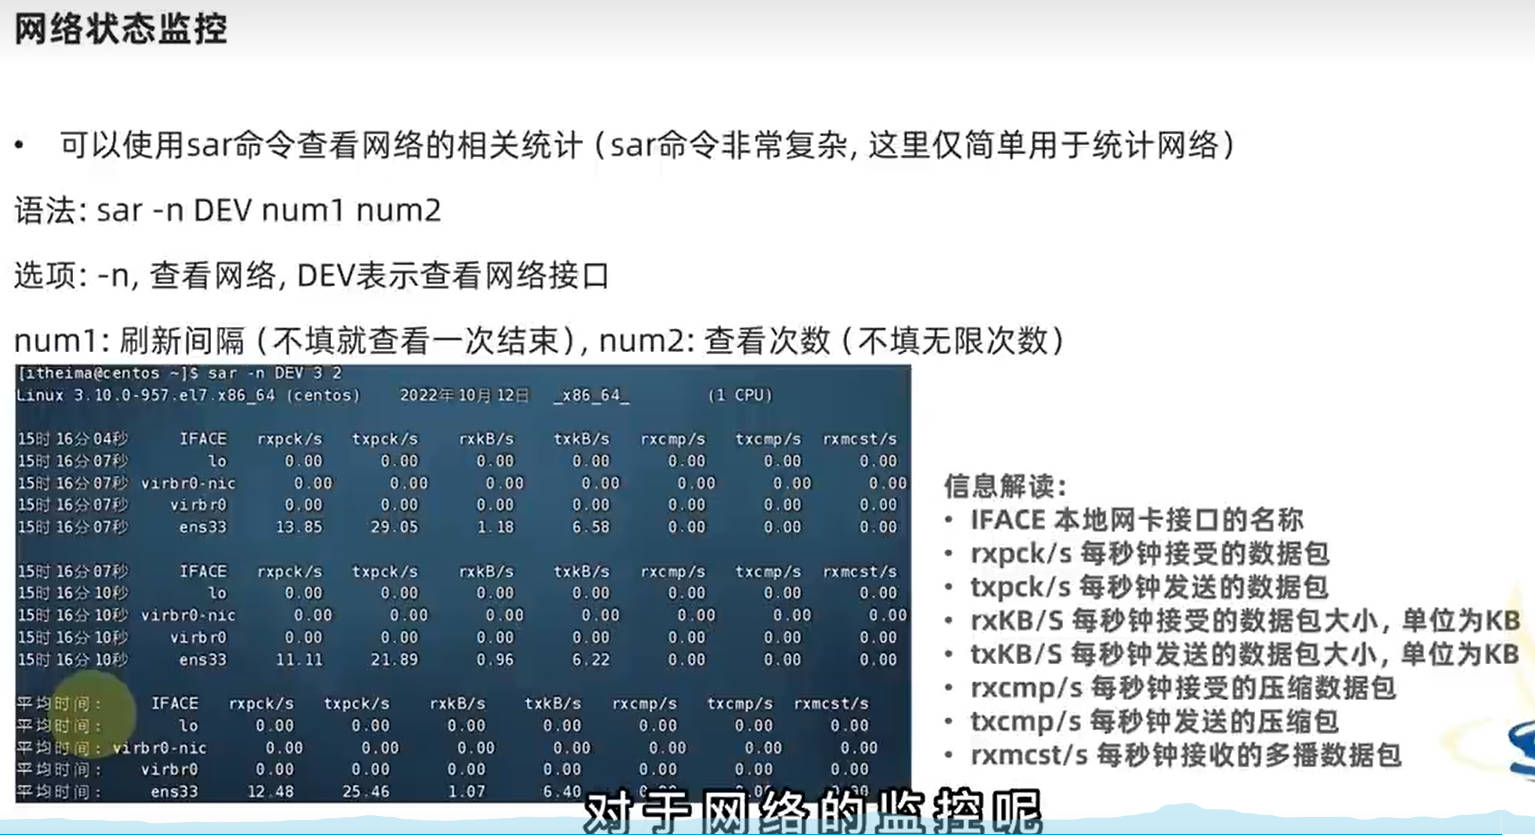 网络状态监控
• 可以使用sar命令查看网络的相关统计（sar命令非常复杂, 这里仅简单用于统计网络）
语法: sar -n DEV num1 num2
选项: -n, 查看网络, DEV表示查看网络接口
num1: 刷新间隔（不填就查看一次结束）, num2: 查看次数（不填无限次数）
[itheima@centos ~]$ sar -n DEV 3 2
Linux 3.10.0-957.el7.x86_64 (centos) 2022年10月12日 _x86_64_ (1 CPU)
15时16分04秒 IFACE rxpck/s txpck/s rxkB/s txkB/s rxcmp/s txcmp/s rxmcst/s
15时16分07秒 lo 0.00 0.00 0.00 0.00 0.00 0.00 0.00
15时16分07秒 virbr0-nic 0.00 0.00 0.00 0.00 0.00 0.00 0.00
15时16分07秒 virbr0 0.00 0.00 0.00 0.00 0.00 0.00 0.00
15时16分07秒 ens33 13.85 29.05 1.18 6.58 0.00 0.00 0.00
15时16分07秒 IFACE rxpck/s txpck/s rxkB/s txkB/s rxcmp/s txcmp/s rxmcst/s
15时16分10秒 lo 0.00 0.00 0.00 0.00 0.00 0.00 0.00
15时16分10秒 virbr0-nic 0.00 0.00 0.00 0.00 0.00 0.00 0.00
15时16分10秒 virbr0 0.00 0.00 0.00 0.00 0.00 0.00 0.00
15时16分10秒 ens33 11.11 21.89 0.96 6.22 0.00 0.00 0.00
平均时间: IFACE rxpck/s txpck/s rxkB/s txkB/s rxcmp/s txcmp/s rxmcst/s
平均时间: lo 0.00 0.00 0.00 0.00 0.00 0.00 0.00
平均时间: virbr0-nic 0.00 0.00 0.00 0.00 0.00 0.00 0.00
平均时间: virbr0 0.00 0.00 0.00 0.00 0.00 0.00 0.00
平均时间: ens33 12.48 25.46 1.07 6.40
信息解读:
• IFACE 本地网卡接口的名称
• rxpck/s 每秒钟接受的数据包
• txpck/s 每秒钟发送的数据包
• rxKB/S 每秒钟接受的数据包大小, 单位为KB
• txKB/S 每秒钟发送的数据包大小, 单位为KB
• rxcmp/s 每秒钟接受的压缩数据包
• txcmp/s 每秒钟发送的压缩包
• rxmcst/s 每秒钟接收的多播数据包
对于网络的监控呢